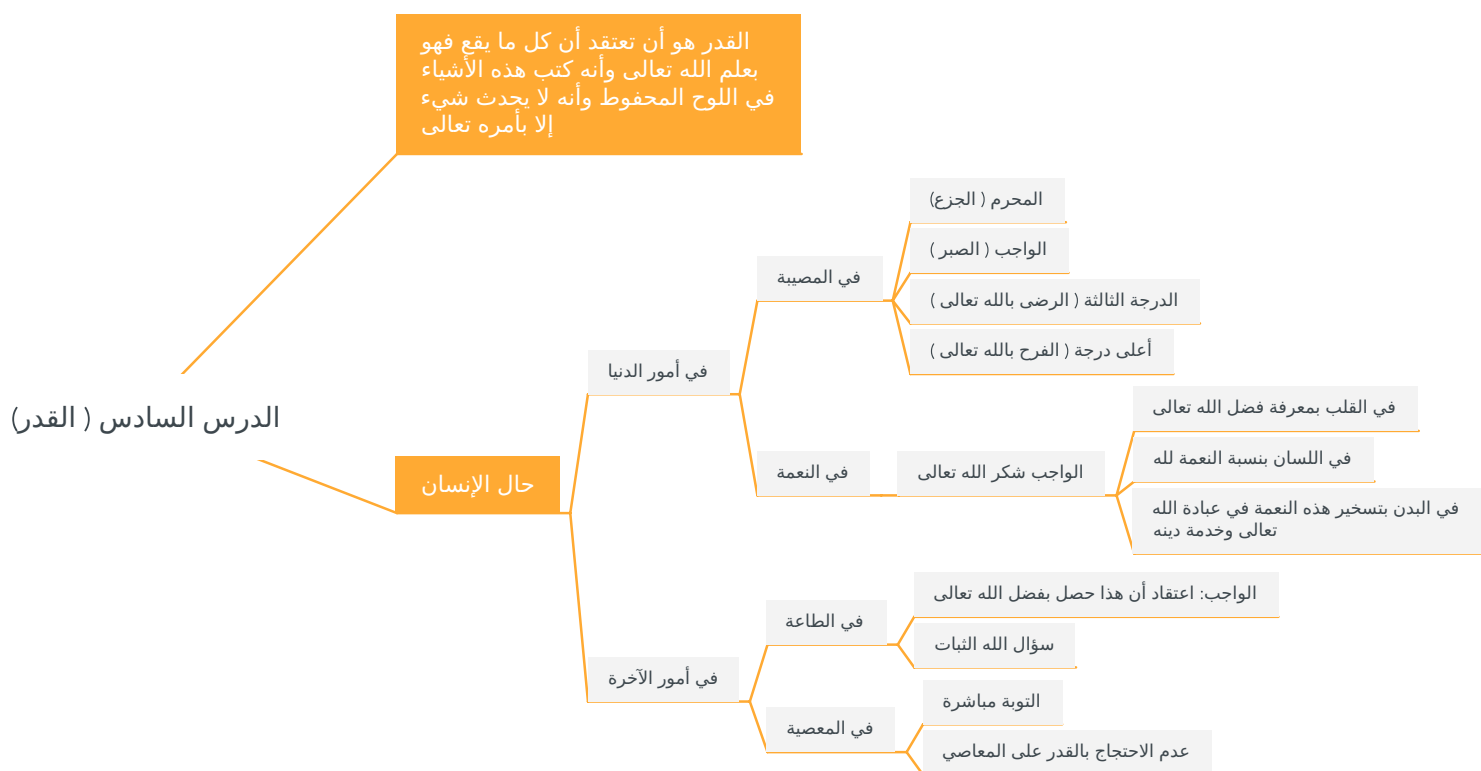 القدر هو أن تعتقد أن كل ما يقع فهو
بعلم الله تعالى وأنه كتب هذه الأشياء
في اللوح المحفوط وأنه لا يحدث شيء
إلا بأمره تعالى
الدرس السادس ( القدر)
حال الإنسان
في أمور الدنيا
في المصيبة
المحرم ( الجزع)
الواجب ( الصبر )
الدرجة الثالثة ( الرضى بالله تعالى )
أعلى درجة ( الفرح بالله تعالى )
في النعمة
الواجب شكر الله تعالى
في القلب بمعرفة فضل الله تعالى
في اللسان بنسبة النعمة لله
في البدن بتسخير هذه النعمة في عبادة الله
تعالى وخدمة دينه
في أمور الآخرة
في الطاعة
الواجب: اعتقاد أن هذا حصل بفضل الله تعالى
سؤال الله الثبات
في المعصية
التوبة مباشرة
عدم الاحتجاج بالقدر على المعاصي